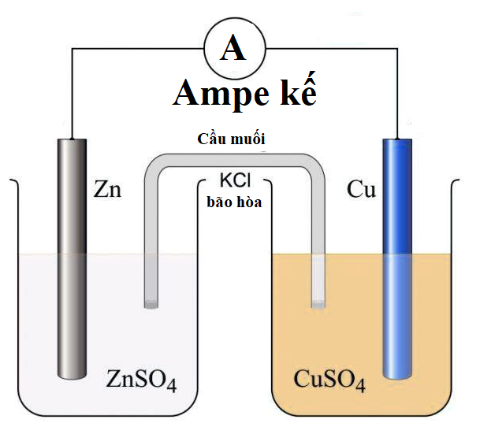 A
Ampe kế
Cầu muối
Zn
KCl
bão hòa
Cu
ZnSO₄
CuSO₄